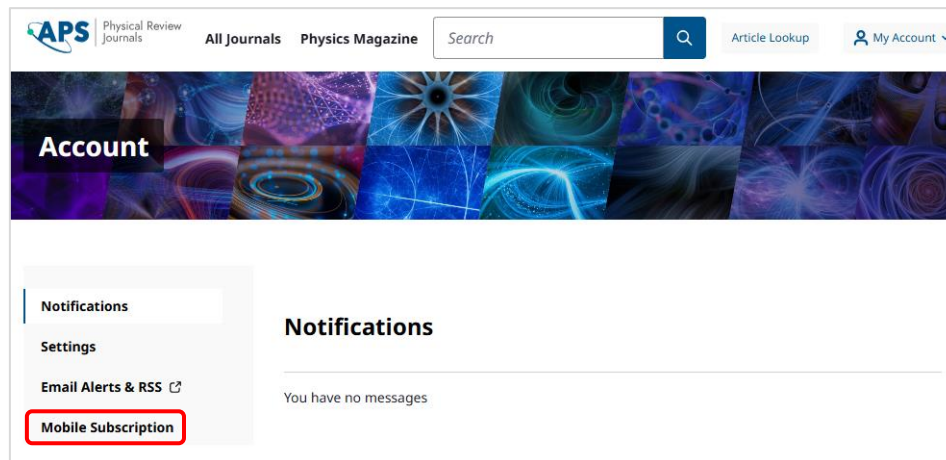 APS Physical Review Journals
All Journals Physics Magazine Search Article Lookup My Account
Account
Notifications
Settings
Email Alerts & RSS
Mobile Subscription
Notifications
You have no messages